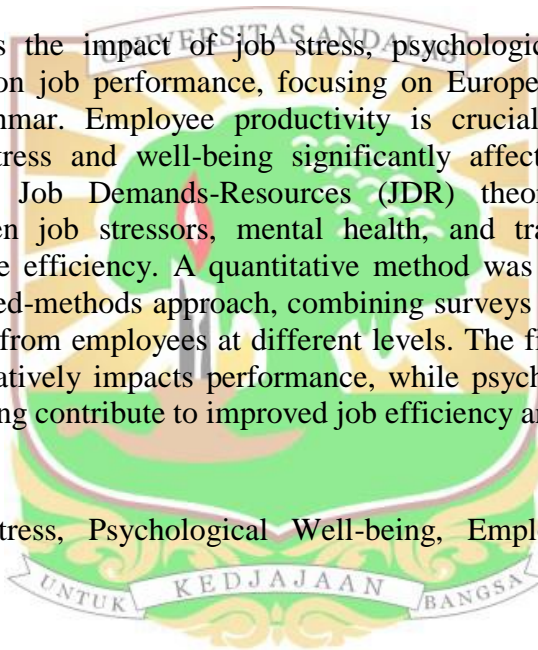 UNIVERSITAS ANDALAS
s the impact of job stress, psychologic
on job performance, focusing on Europe
nmar. Employee productivity is crucial
tress and well-being significantly affect
Job Demands-Resources (JDR) theor
en job stressors, mental health, and tra
e efficiency. A quantitative method was
ed-methods approach, combining surveys
from employees at different levels. The fi
atively impacts performance, while psych
ng contribute to improved job efficiency an
tress, Psychological Well-being, Empl
UNTUK KEDJAJAAN BANGSA